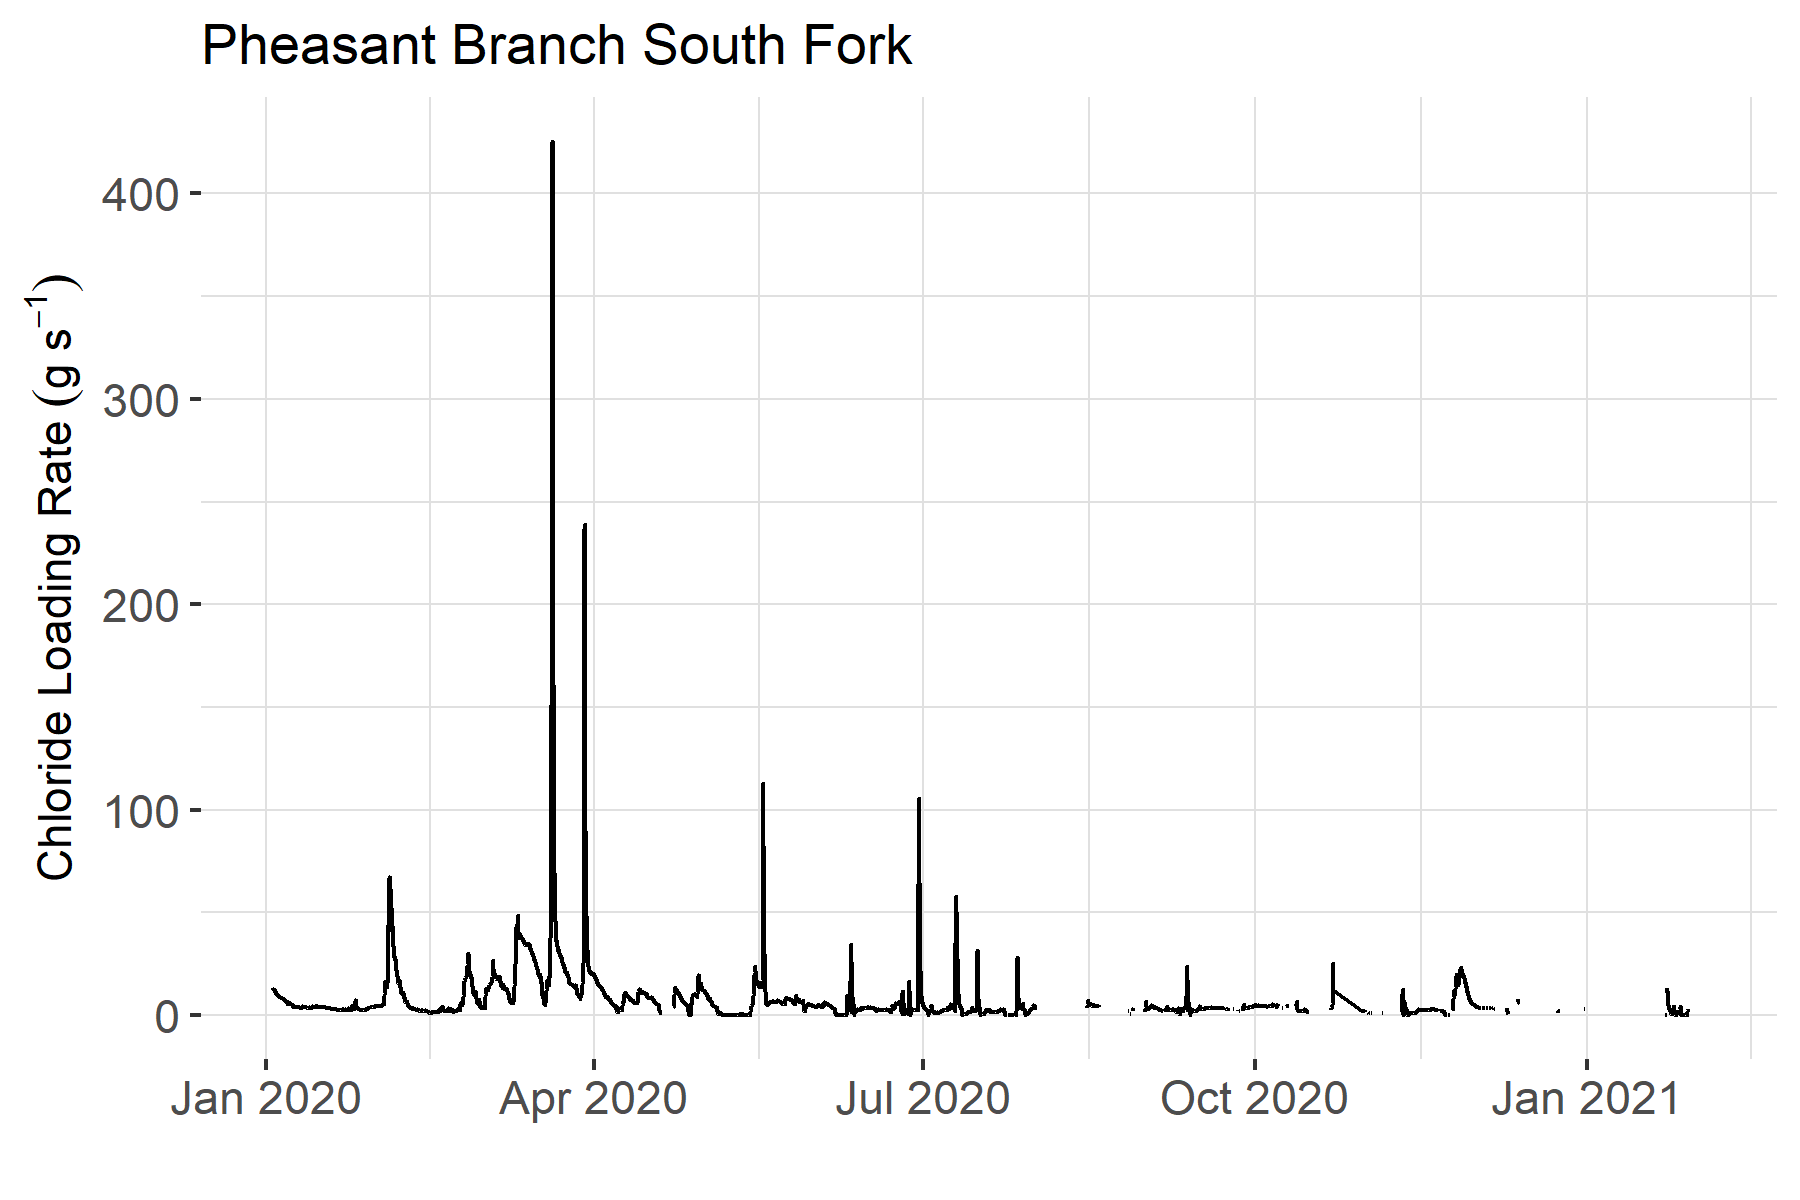 Pheasant Branch South Fork
Chloride Loading Rate (g s⁻¹)
400
300
200
100
0
Jan 2020
Apr 2020
Jul 2020
Oct 2020
Jan 2021